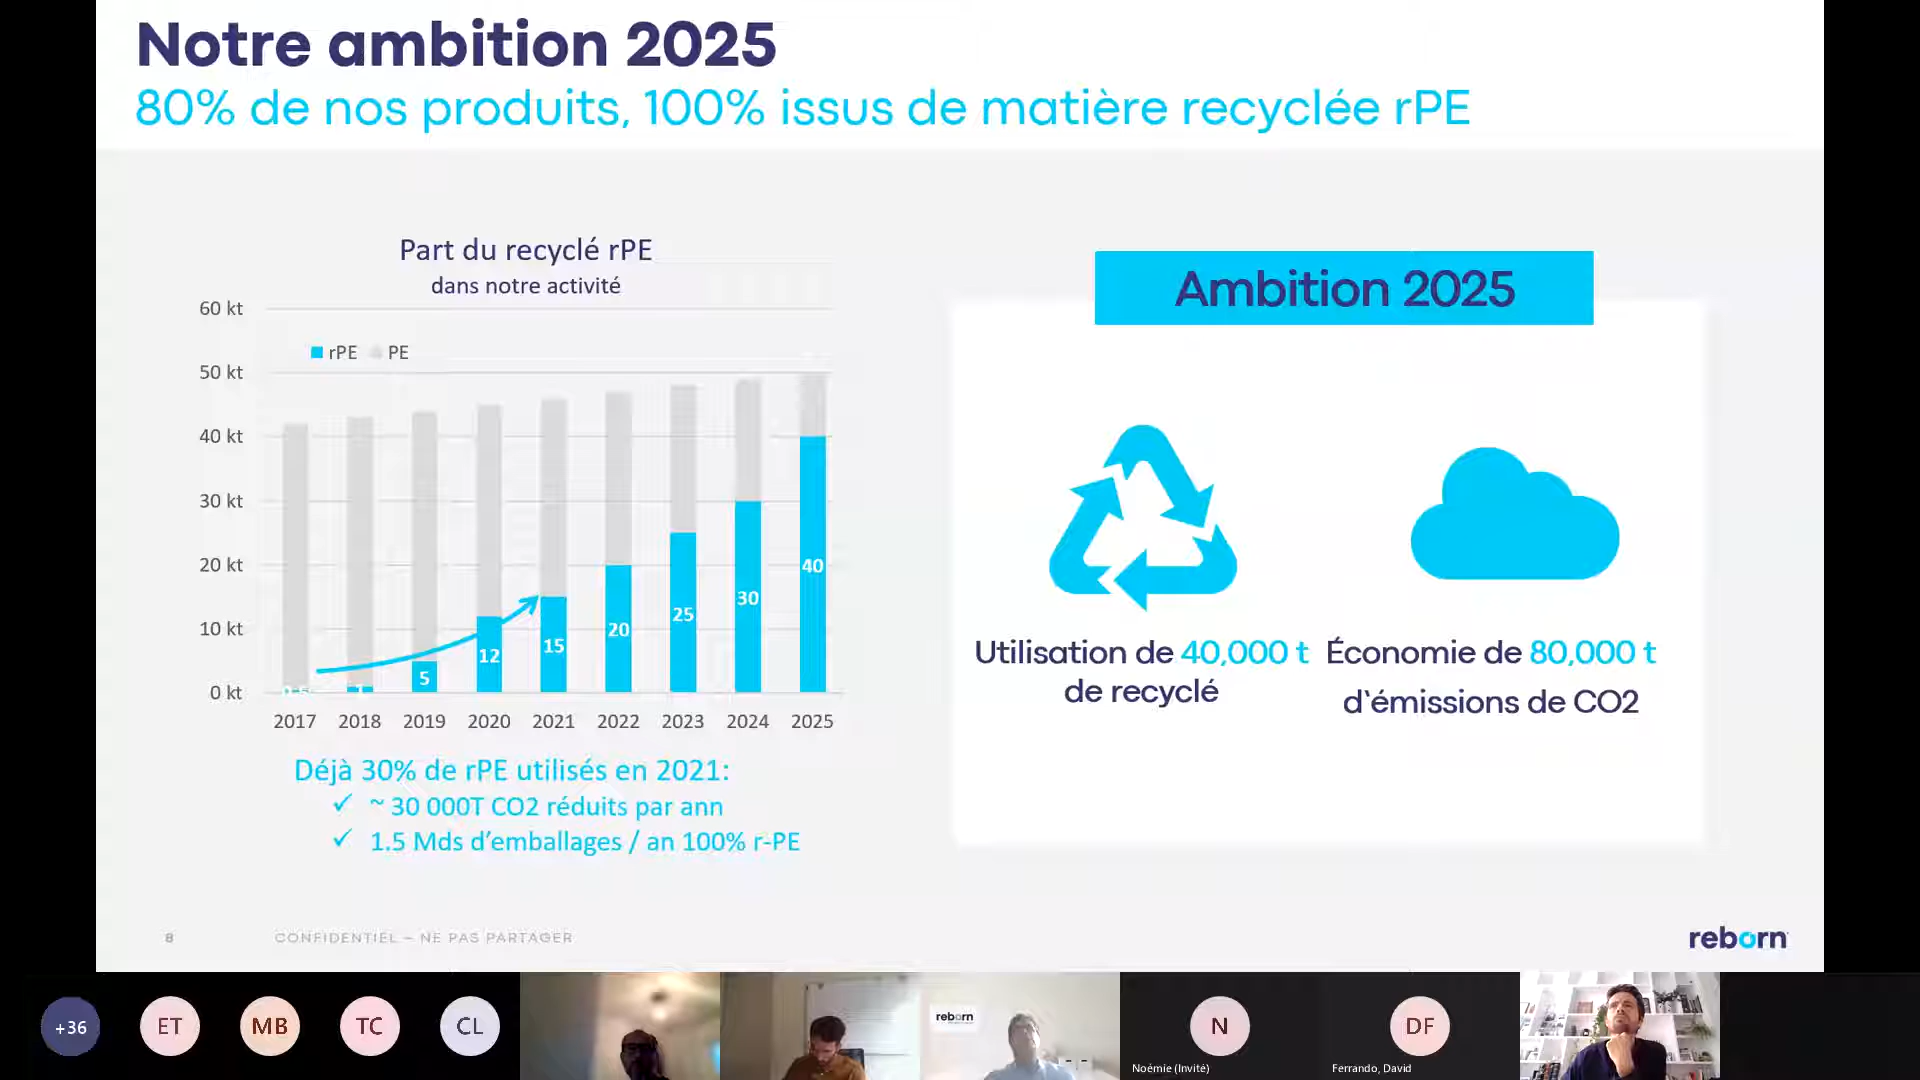 Notre ambition 2025
80% de nos produits, 100% issus de matière recyclée rPE
Part du recyclé rPE
dans notre activité
60 kt
rPE PE
50 kt
40 kt
30 kt
20 kt
10 kt
0 kt
1 5 12 15 20 25 30 40
2017 2018 2019 2020 2021 2022 2023 2024 2025
Déjà 30% de rPE utilisés en 2021:
✓ ~ 30 000T CO2 réduits par ann
✓ 1.5 Mds d’emballages / an 100% r-PE
Ambition 2025
Utilisation de 40,000 t
de recyclé
Économie de 80,000 t
d'émissions de CO2
8
CONFIDENTIEL – NE PAS PARTAGER
reborn
+36
ET
MB
TC
CL
reborn
N
Noémie (Invité)
DF
Ferrando, David